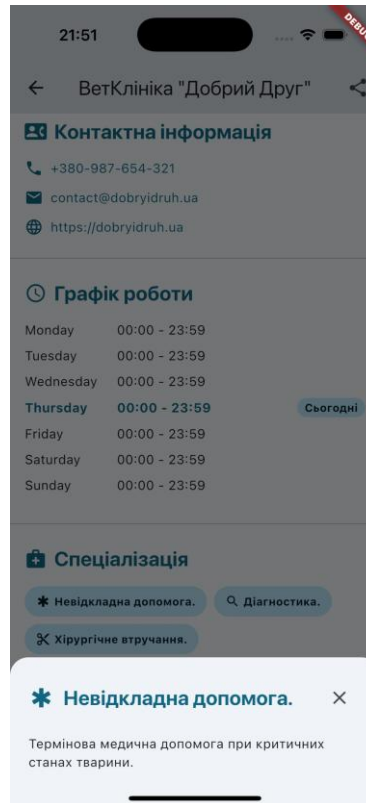 21:51
DEBUG
ВетКлініка "Добрий Друг"
Контактна інформація
+380-987-654-321
contact@dobryidruh.ua
https://dobryidruh.ua
Графік роботи
Monday 00:00 - 23:59
Tuesday 00:00 - 23:59
Wednesday 00:00 - 23:59
Thursday 00:00 - 23:59 Сьогодні
Friday 00:00 - 23:59
Saturday 00:00 - 23:59
Sunday 00:00 - 23:59
Спеціалізація
Невідкладна допомога. Діагностика.
Хірургічне втручання.
Невідкладна допомога.
Термінова медична допомога при критичних
станах тварини.